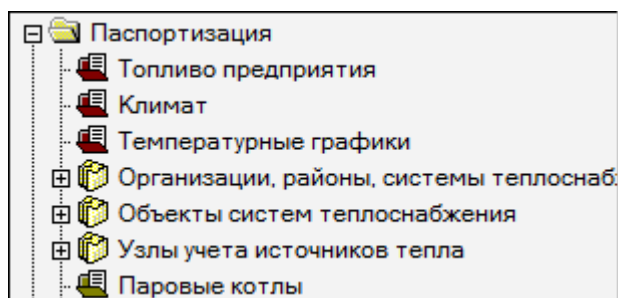 Паспортизация
Топливо предприятия
Климат
Температурные графики
Организации, районы, системы теплоснаб
Объекты систем теплоснабжения
Узлы учета источников тепла
Паровые котлы